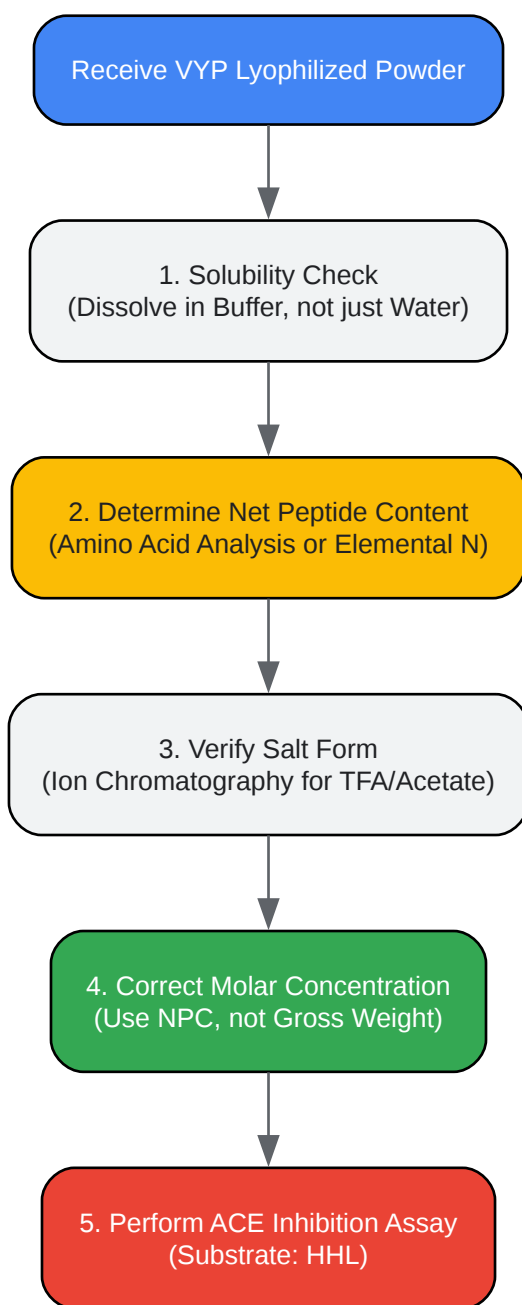 Receive VYP Lyophilized Powder
1. Solubility Check
(Dissolve in Buffer, not just Water)
2. Determine Net Peptide Content
(Amino Acid Analysis or Elemental N)
3. Verify Salt Form
(Ion Chromatography for TFA/Acetate)
4. Correct Molar Concentration
(Use NPC, not Gross Weight)
5. Perform ACE Inhibition Assay
(Substrate: HHL)